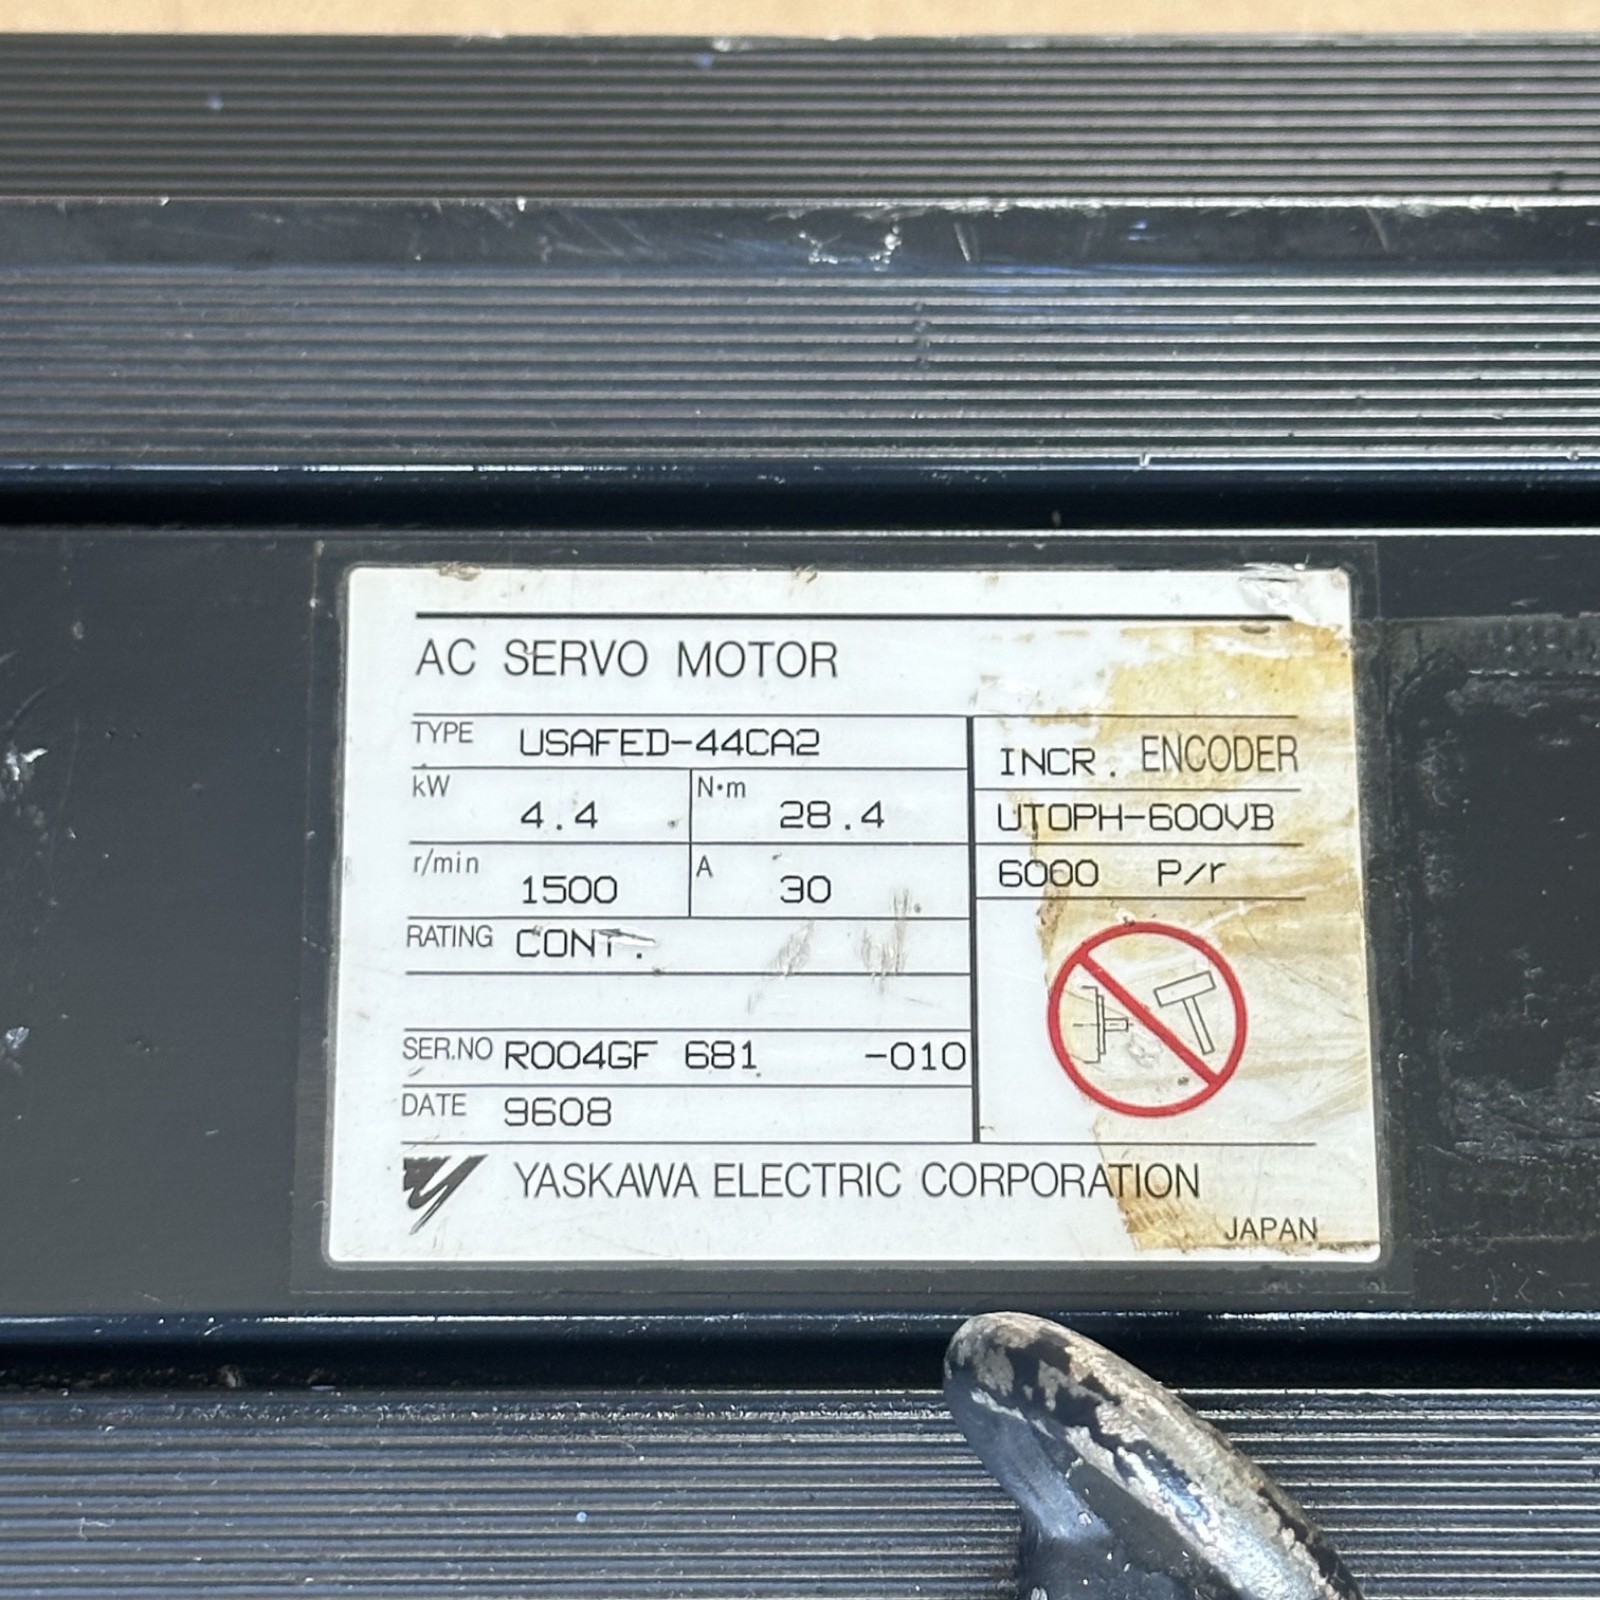 AC SERVO MOTOR
TYPE USAFED-44CA2
kW 4.4 N·m 28.4
r/min 1500 A 30
RATING CONT.
SER.NO R004GF 681 -010
DATE 9608
INCR. ENCODER
UTOPH-600VB
6000 P/r
YASKAWA ELECTRIC CORPORATION
JAPAN